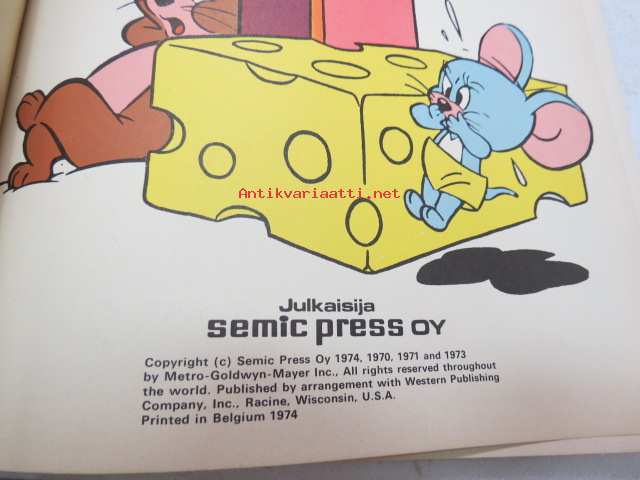 Antikvariaatti.net
Julkaisija
semic press OY
Copyright (c) Semic Press Oy 1974, 1970, 1971 and 1973
by Metro-Goldwyn-Mayer Inc., All rights reserved throughout
the world. Published by arrangement with Western Publishing
Company, Inc., Racine, Wisconsin, U.S.A.
Printed in Belgium 1974